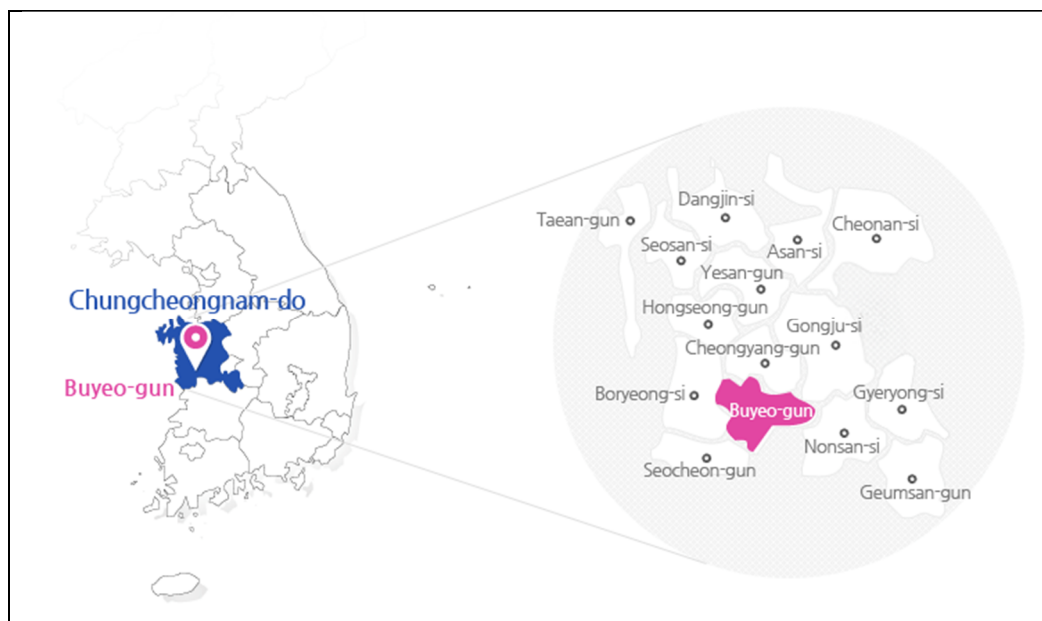 Chungcheongnam-do
Buyeo-gun
Dangjin-si
Taean-gun
Cheonan-si
Seosan-si
Asan-si
Yesan-gun
Hongseong-gun
Gongju-si
Cheongyang-gun
Boryeong-si
Gyeryong-si
Buyeo-gun
Nonsan-si
Seocheon-gun
Geumsan-gun